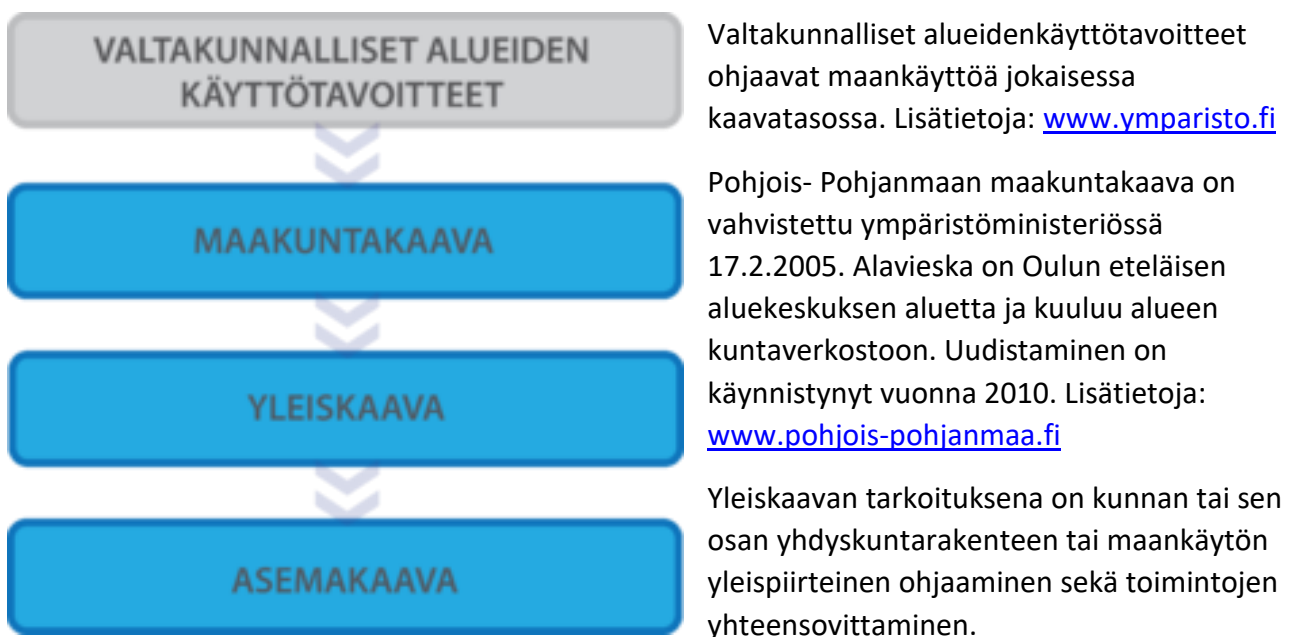 VALTAKUNNALLISET ALUEIDEN
KÄYTTÖTAVOITTEET
MAAKUNTAKAAVA
YLEISKAAVA
ASEMAKAAVA
Valtakunnalliset alueidenkäyttötavoitteet
ohjaavat maankäyttöä jokaisessa
kaavatasossa. Lisätietoja: www.ymparisto.fi
Pohjois- Pohjanmaan maakuntakaava on
vahvistettu ympäristöministeriössä
17.2.2005. Alavieska on Oulun eteläisen
aluekeskuksen aluetta ja kuuluu alueen
kuntaverkostoon. Uudistaminen on
käynnistynyt vuonna 2010. Lisätietoja:
www.pohjois-pohjanmaa.fi
Yleiskaavan tarkoituksena on kunnan tai sen
osan yhdyskuntarakenteen tai maankäytön
yleispiirteinen ohjaaminen sekä toimintojen
yhteensovittaminen.